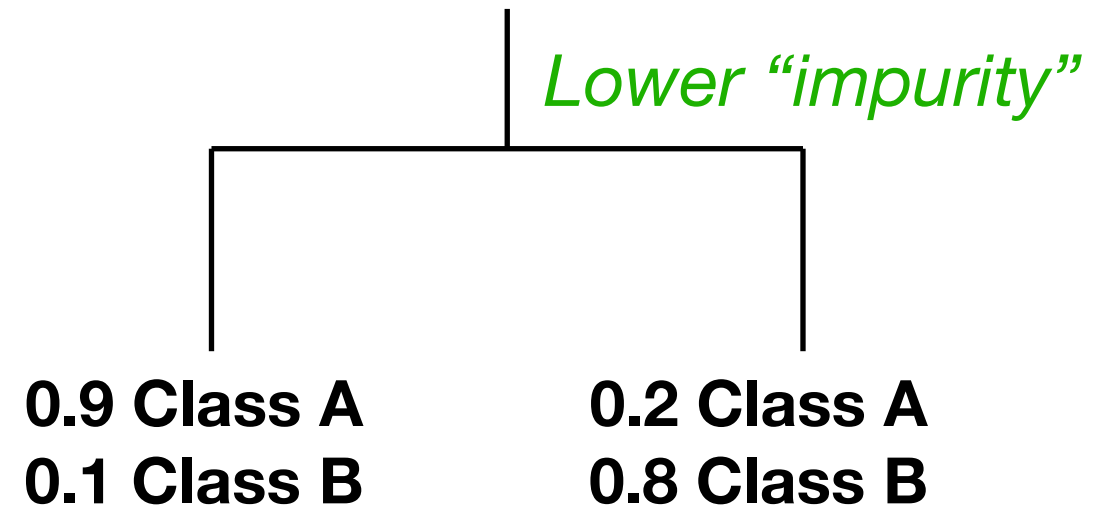 Lower “impurity”
0.9 Class A
0.1 Class B
0.2 Class A
0.8 Class B